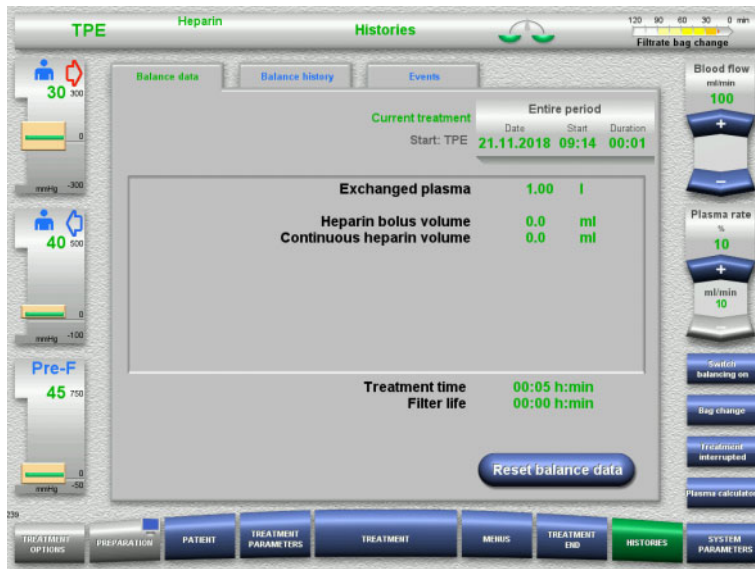 TPE
Heparin
Histories
120 90 60 30 0 min
Filtrate bag change
30 300
0
mmHg -300
40 500
0
mmHg -100
Pre-F
45 750
0
mmHg -50
Balance data
Balance history
Events
Current treatment
Entire period
Date Start Duration
Start: TPE 21.11.2018 09:14 00:01
Exchanged plasma 1.00 l
Heparin bolus volume 0.0 ml
Continuous heparin volume 0.0 ml
Treatment time 00:05 h:min
Filter life 00:00 h:min
Reset balance data
Blood flow
ml/min
100
+
–
Plasma rate
%
10
+
ml/min
10
–
Switch
balancing on
Bag change
Treatment
interrupted
Plasma calculator
239
TREATMENT
OPTIONS
PREPARATION
PATIENT
TREATMENT
PARAMETERS
TREATMENT
MENUS
TREATMENT
END
HISTORIES
SYSTEM
PARAMETERS